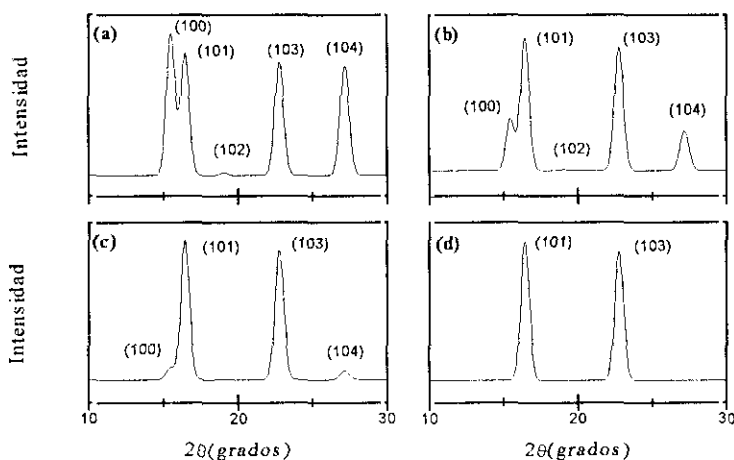 (a)
(100)
(101)
(103)
(104)
(102)
(b)
(101)
(103)
(100)
(104)
(102)
Intensidad
(c)
(101)
(103)
(100)
(104)
(d)
(101)
(103)
Intensidad
10
20
30
10
20
30
2θ(grados)
2θ(grados)